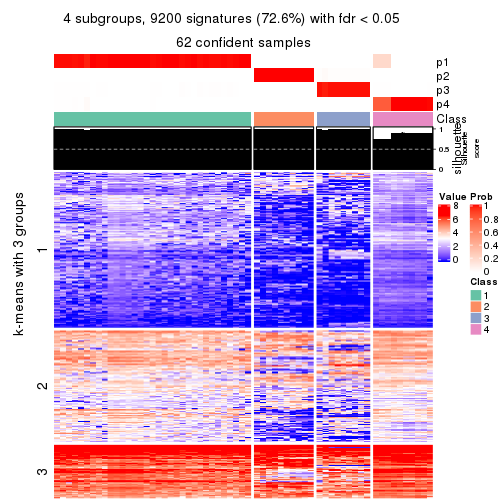 4 subgroups, 9200 signatures (72.6%) with fdr < 0.05
62 confident samples
p1
p2
p3
p4
Class
1
0.5
0
silhouette
Silhouette
score
k-means with 3 groups
1
2
3
Value
8
6
4
2
0
Prob
1
0.8
0.6
0.4
0.2
0
Class
1
2
3
4